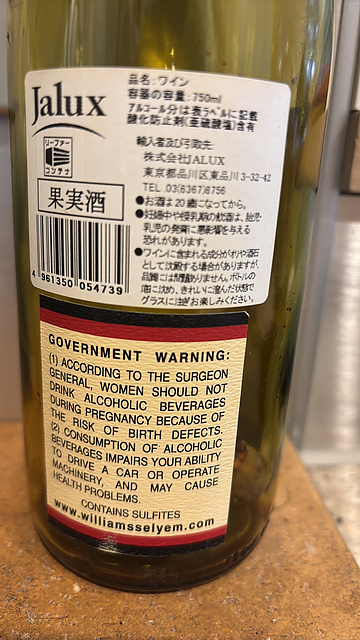 Jalux
品名:ワイン
容器の容量:750ml
アルコール分は表ラベルに記載
酸化防止剤(亜硫酸塩)含有
輸入者及び引取先
株式会社JALUX
東京都品川区東品川3-32-42
TEL 03(6367)8756
リーファー
コンテナ
果実酒
●お酒は20歳になってから。
●妊娠中や授乳期の飲酒は、胎児・
乳児の発育に悪影響を与える
恐れがあります。
●ワインに含まれる成分がオリや酒石
として沈殿する場合がありますが、
品質には問題ありません。ボトルの
底に沈め、きれいに澄んだ状態で
グラスに注ぎお楽しみください。
4 961350 054739
GOVERNMENT WARNING:
(1) ACCORDING TO THE SURGEON
GENERAL, WOMEN SHOULD NOT
DRINK ALCOHOLIC BEVERAGES
DURING PREGNANCY BECAUSE OF
THE RISK OF BIRTH DEFECTS.
(2) CONSUMPTION OF ALCOHOLIC
BEVERAGES IMPAIRS YOUR ABILITY
TO DRIVE A CAR OR OPERATE
MACHINERY, AND MAY CAUSE
HEALTH PROBLEMS.
CONTAINS SULFITES
www.williamsselyem.com